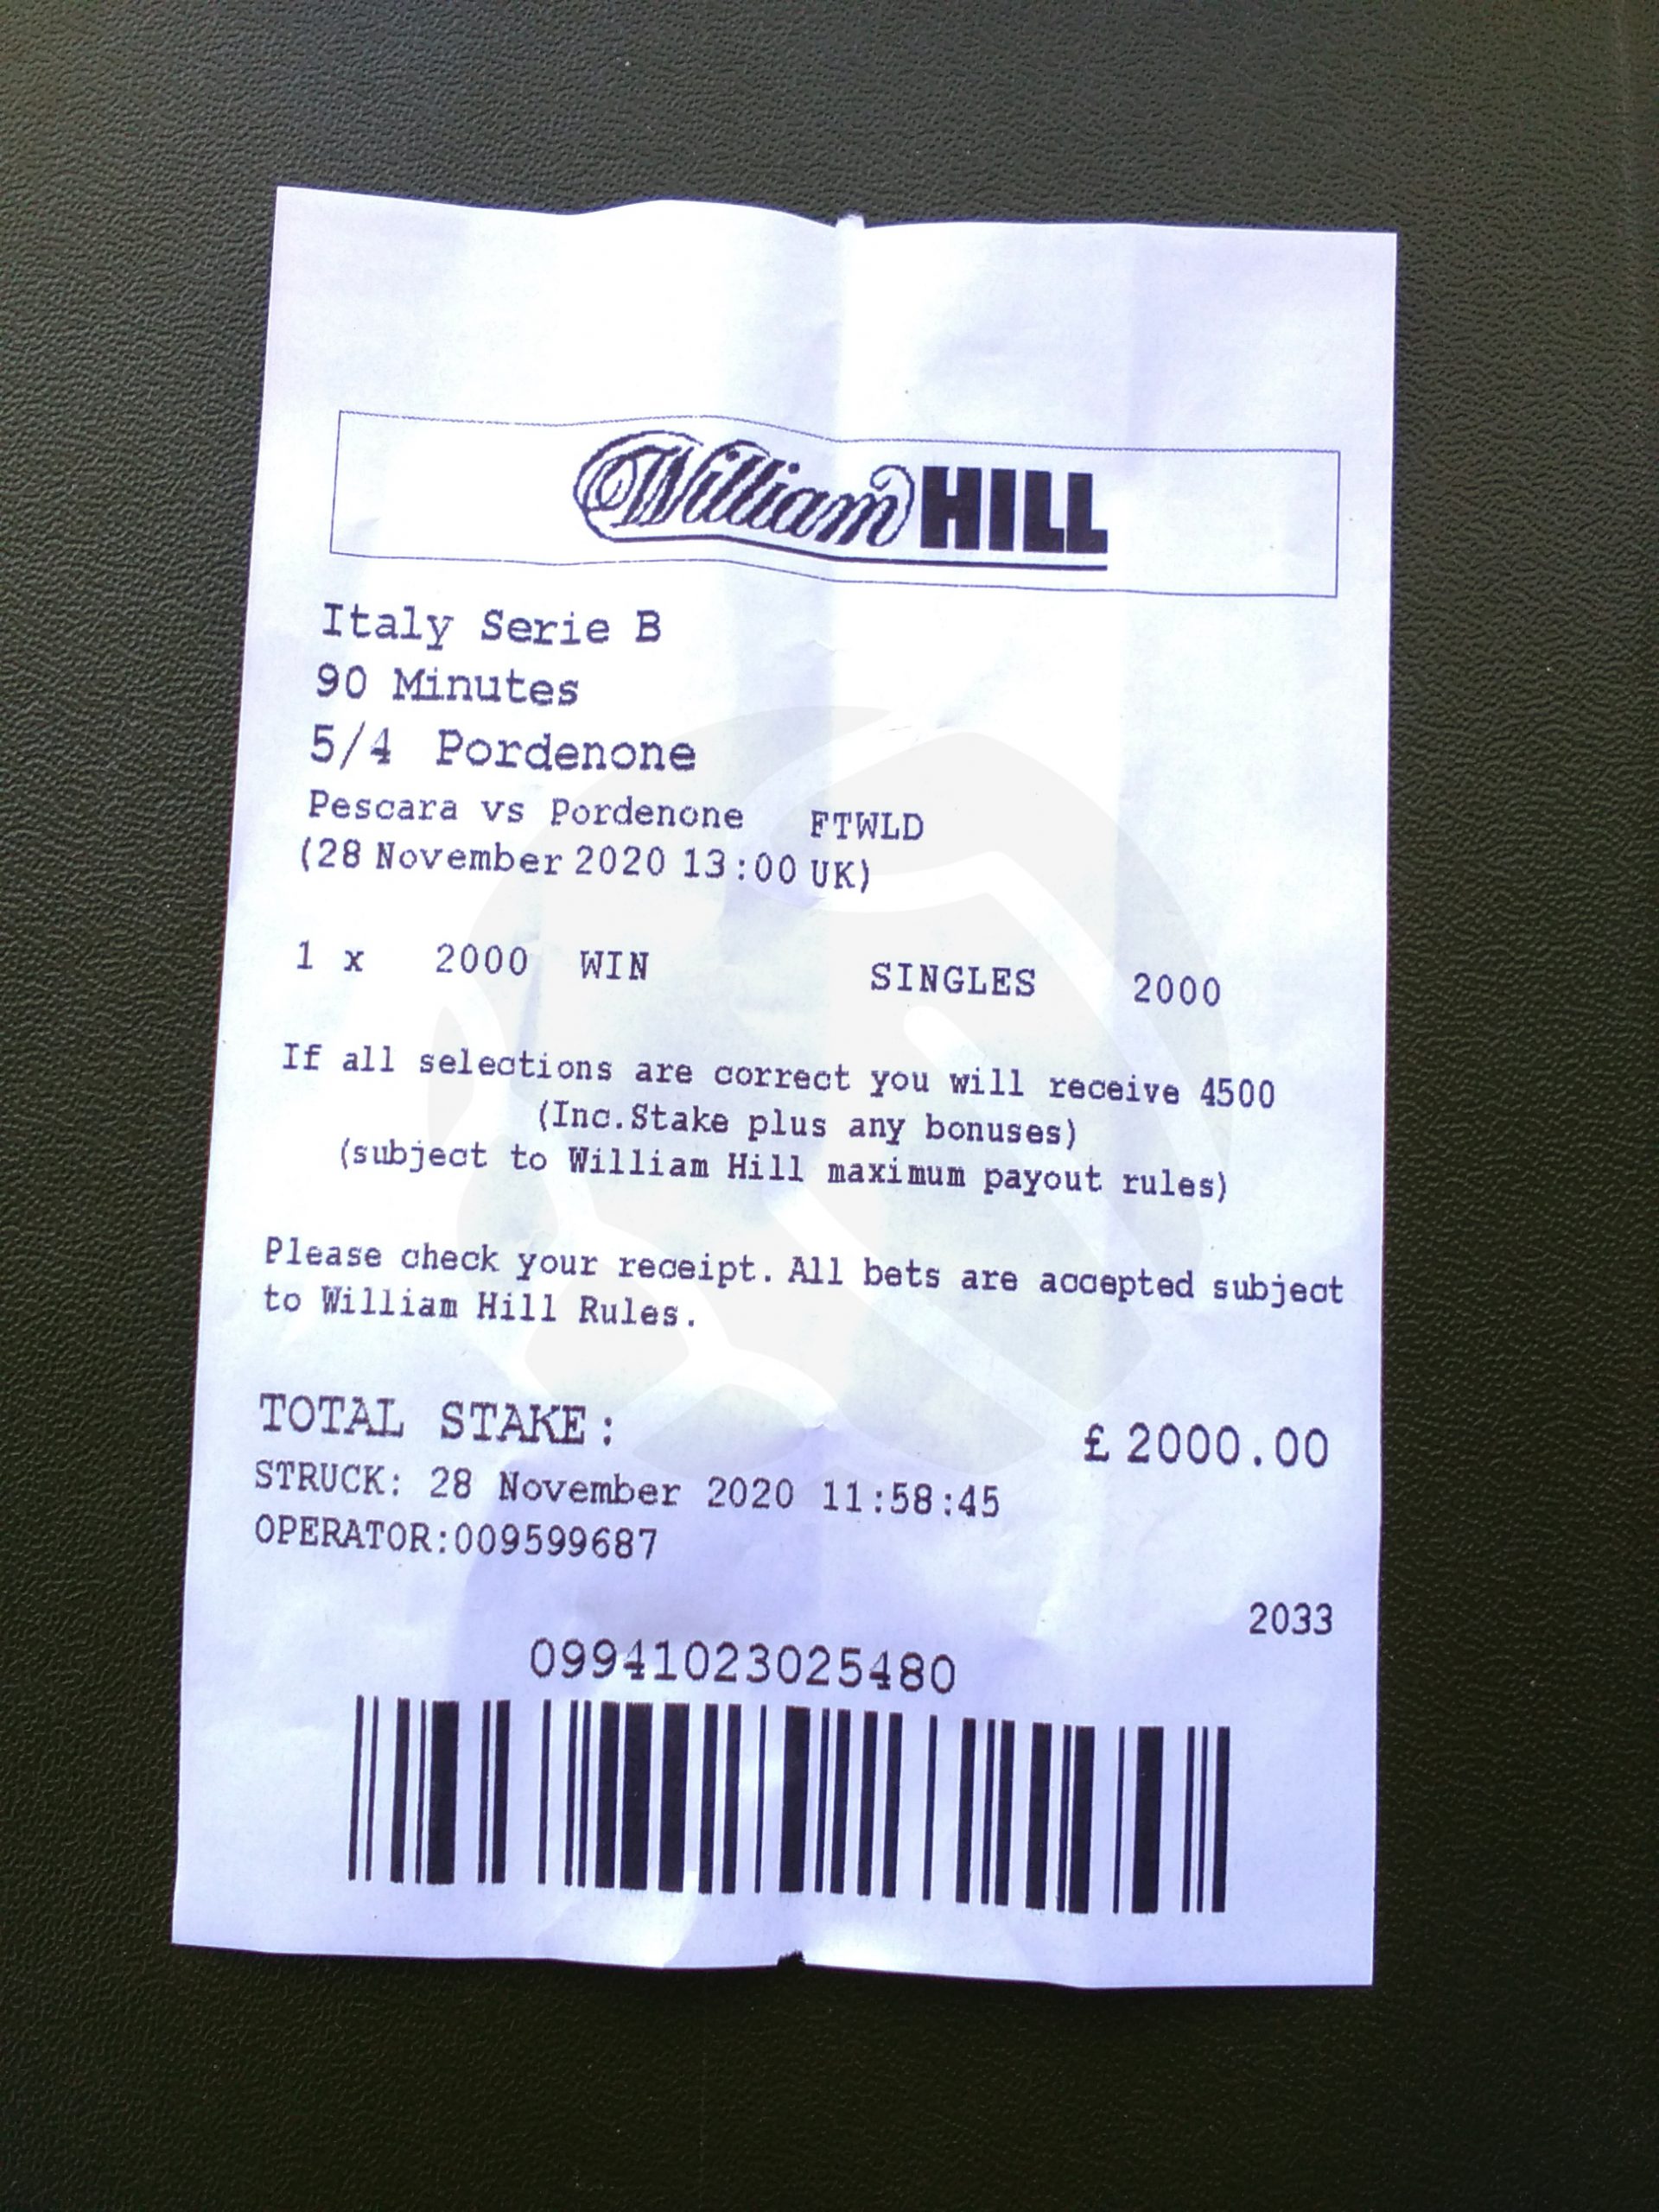 William HILL
Italy Serie B
90 Minutes
5/4 Pordenone
Pescara vs Pordenone FTWLD
(28 November 2020 13:00 UK)
1 x 2000 WIN SINGLES 2000
If all selections are correct you will receive 4500
(Inc.Stake plus any bonuses)
(subject to William Hill maximum payout rules)
Please check your receipt. All bets are accepted subject
to William Hill Rules.
TOTAL STAKE: £ 2000.00
STRUCK: 28 November 2020 11:58:45
OPERATOR:009599687
2033
09941023025480